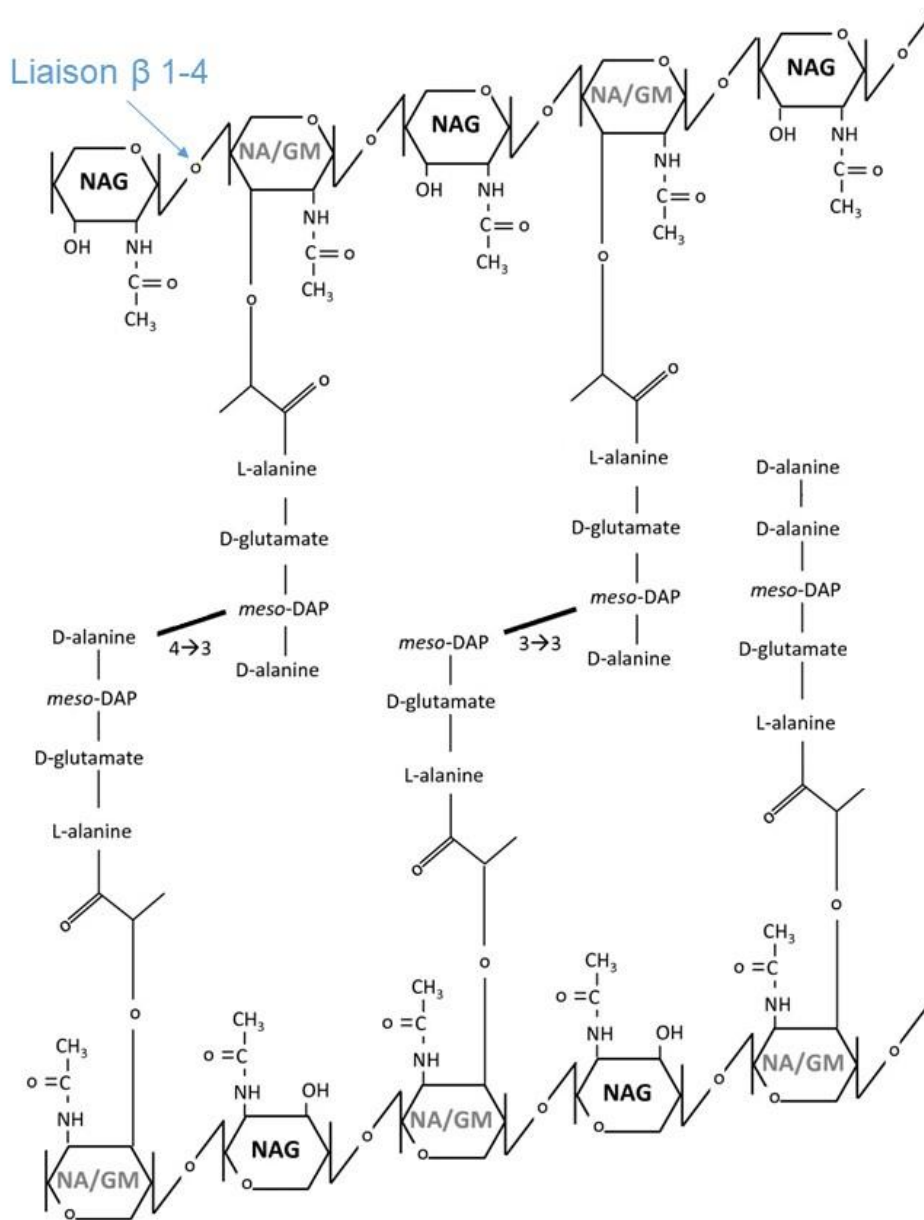 Liaison β 1-4
NAG
O
O
OH
NH
C=O
CH₃
NA/GM
O
O
NH
C=O
CH₃
O
O
NAG
O
O
OH
NH
C=O
CH₃
NA/GM
O
O
NH
C=O
CH₃
O
O
NAG
O
O
OH
NH
C=O
CH₃
L-alanine
D-glutamate
meso-DAP
D-alanine
4→3
D-alanine
meso-DAP
D-glutamate
L-alanine
L-alanine
D-glutamate
meso-DAP
D-alanine
3→3
meso-DAP
D-glutamate
L-alanine
D-alanine
D-alanine
meso-DAP
D-glutamate
L-alanine
O
O
CH₃
O=C
NH
NA/GM
O
O
CH₃
O=C
NH
OH
NAG
O
O
O
O
CH₃
O=C
NH
NA/GM
O
O
CH₃
O=C
NH
OH
NAG
O
O
O
O
CH₃
O=C
NH
NA/GM
O
O